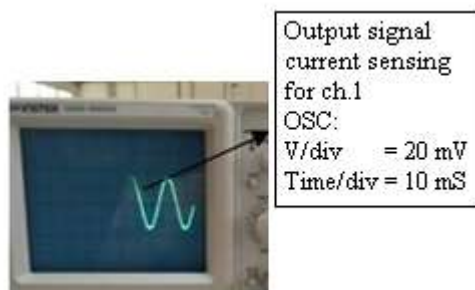 Output signal
current sensing
for ch.1
OSC:
V/div = 20 mV
Time/div = 10 mS